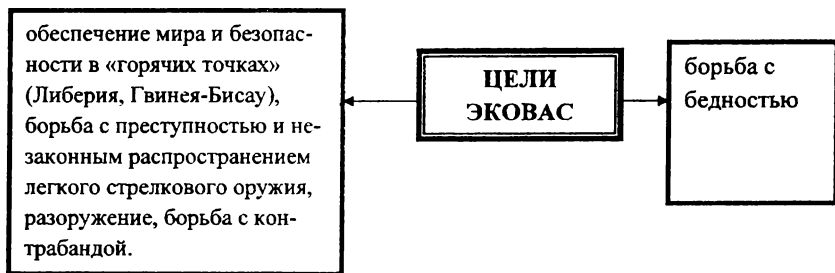 обеспечение мира и безопас-
ности в «горячих точках»
(Либерия, Гвинея-Бисау),
борьба с преступностью и не-
законным распространением
легкого стрелкового оружия,
разоружение, борьба с кон-
трабандой.
ЦЕЛИ
ЭКОВАС
борьба с
бедностью